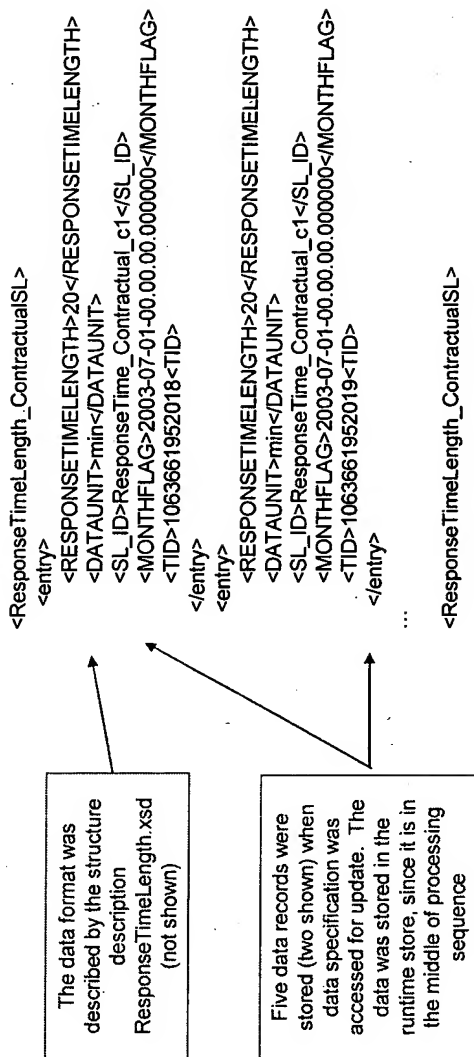 <ResponseTimeLength_ContractualSL>
<entry>
<RESPONSETIMELENGTH>20</RESPONSETIMELENGTH>
<DATAUNIT>min</DATAUNIT>
<SL_ID>ResponseTime_Contractual_c1</SL_ID>
<MONTHFLAG>2003-07-01-00.00.00.000000</MONTHFLAG>
<TID>1063661952018<TID>
</entry>
<entry>
<RESPONSETIMELENGTH>20</RESPONSETIMELENGTH>
<DATAUNIT>min</DATAUNIT>
<SL_ID>ResponseTime_Contractual_c1</SL_ID>
<MONTHFLAG>2003-07-01-00.00.00.000000</MONTHFLAG>
<TID>1063661952019<TID>
</entry>
...
<ResponseTimeLength_ContractualSL>
The data format was
described by the structure
description
ResponseTimeLength.xsd
(not shown)
Five data records were
stored (two shown) when
data specification was
accessed for update. The
data was stored in the
runtime store, since it is in
the middle of processing
sequence